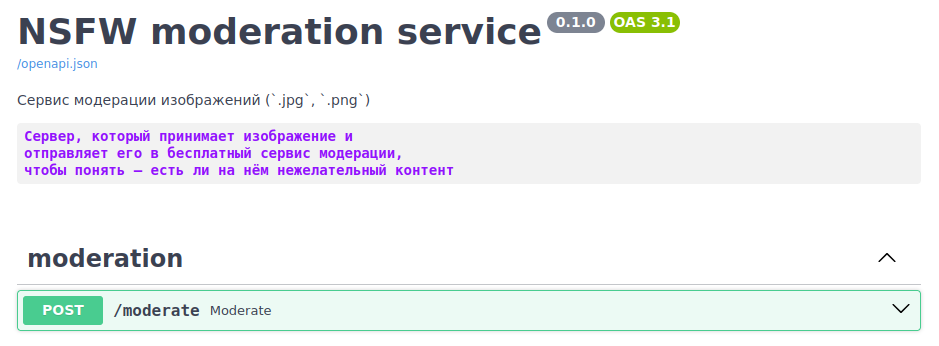 NSFW moderation service 0.1.0 OAS 3.1
/openapi.json
Сервис модерации изображений (`.jpg`, `.png`)
Сервер, который принимает изображение и
отправляет его в бесплатный сервис модерации,
чтобы понять – есть ли на нём нежелательный контент
moderation
POST /moderate Moderate